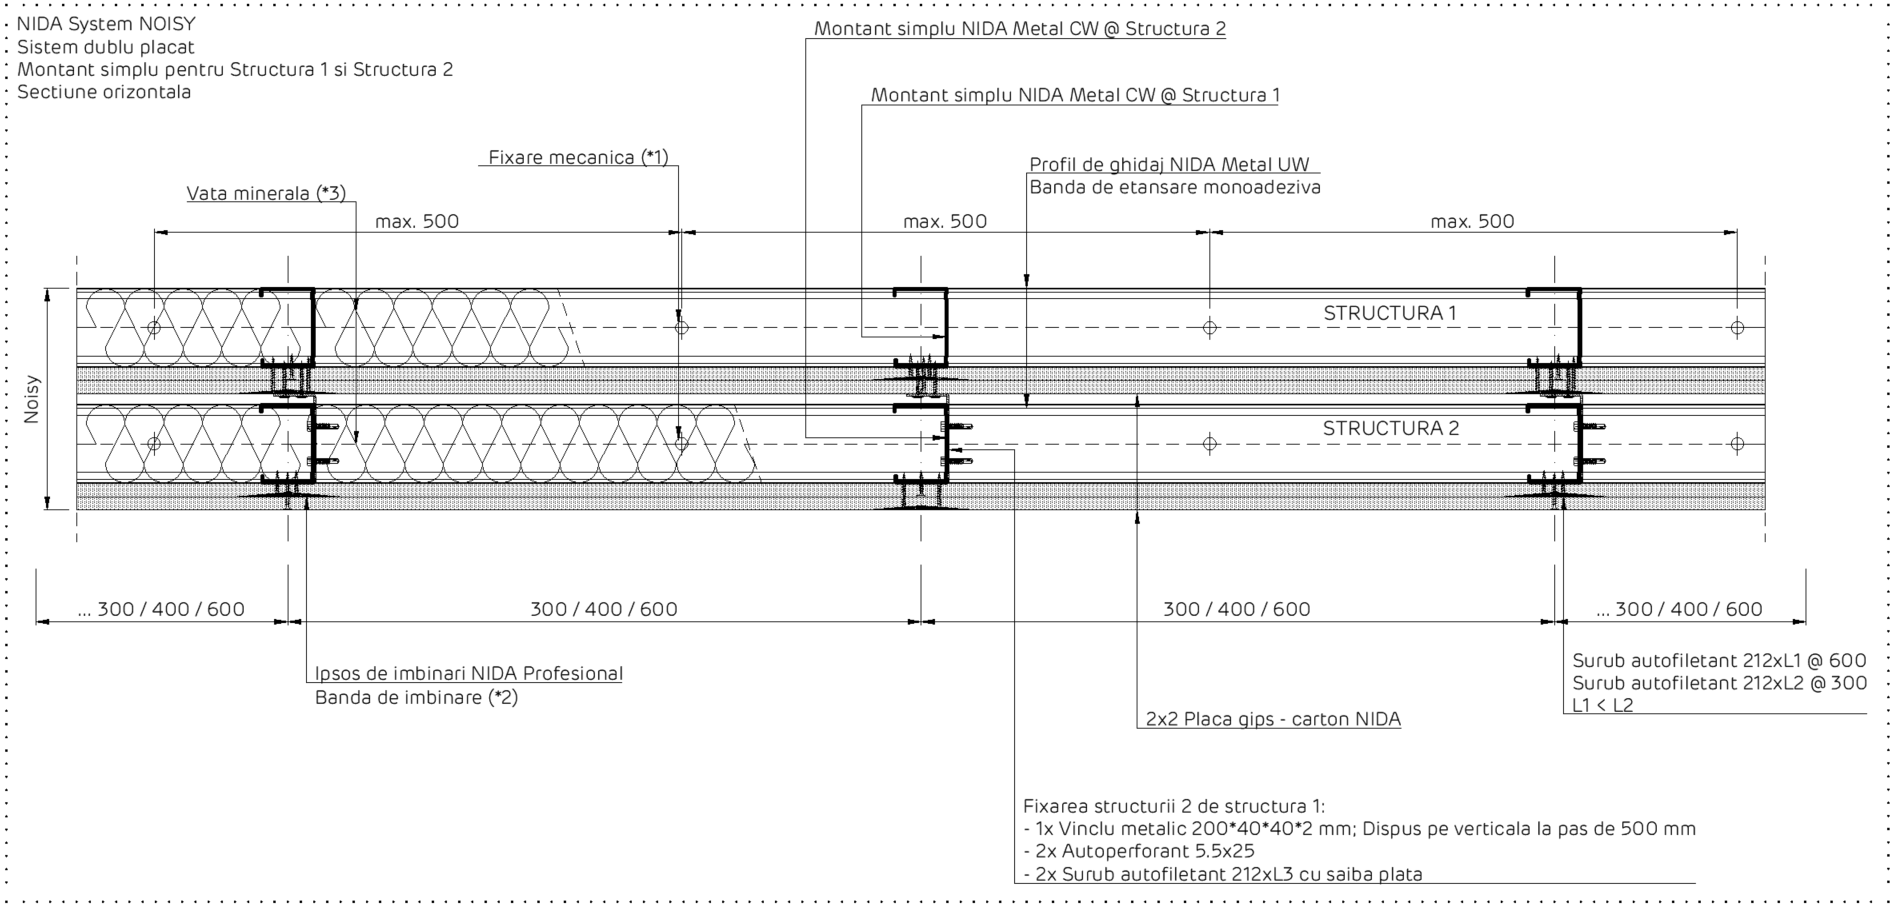 NIDA System NOISY
Sistem dublu placat
Montant simplu pentru Structura 1 si Structura 2
Sectiune orizontala
Montant simplu NIDA Metal CW @ Structura 2
Montant simplu NIDA Metal CW @ Structura 1
Fixare mecanica (*1)
Profil de ghidaj NIDA Metal UW
Banda de etansare monoadeziva
Vata minerala (*3)
max. 500
max. 500
max. 500
STRUCTURA 1
Noisy
STRUCTURA 2
... 300 / 400 / 600
300 / 400 / 600
300 / 400 / 600
... 300 / 400 / 600
Ipsos de imbinari NIDA Profesional
Banda de imbinare (*2)
Surub autofiletant 212xL1 @ 600
Surub autofiletant 212xL2 @ 300
L1 < L2
2x2 Placa gips - carton NIDA
Fixarea structurii 2 de structura 1:
- 1x Vinclu metalic 200*40*40*2 mm; Dispus pe verticala la pas de 500 mm
- 2x Autoperforant 5.5x25
- 2x Surub autofiletant 212xL3 cu saiba plata